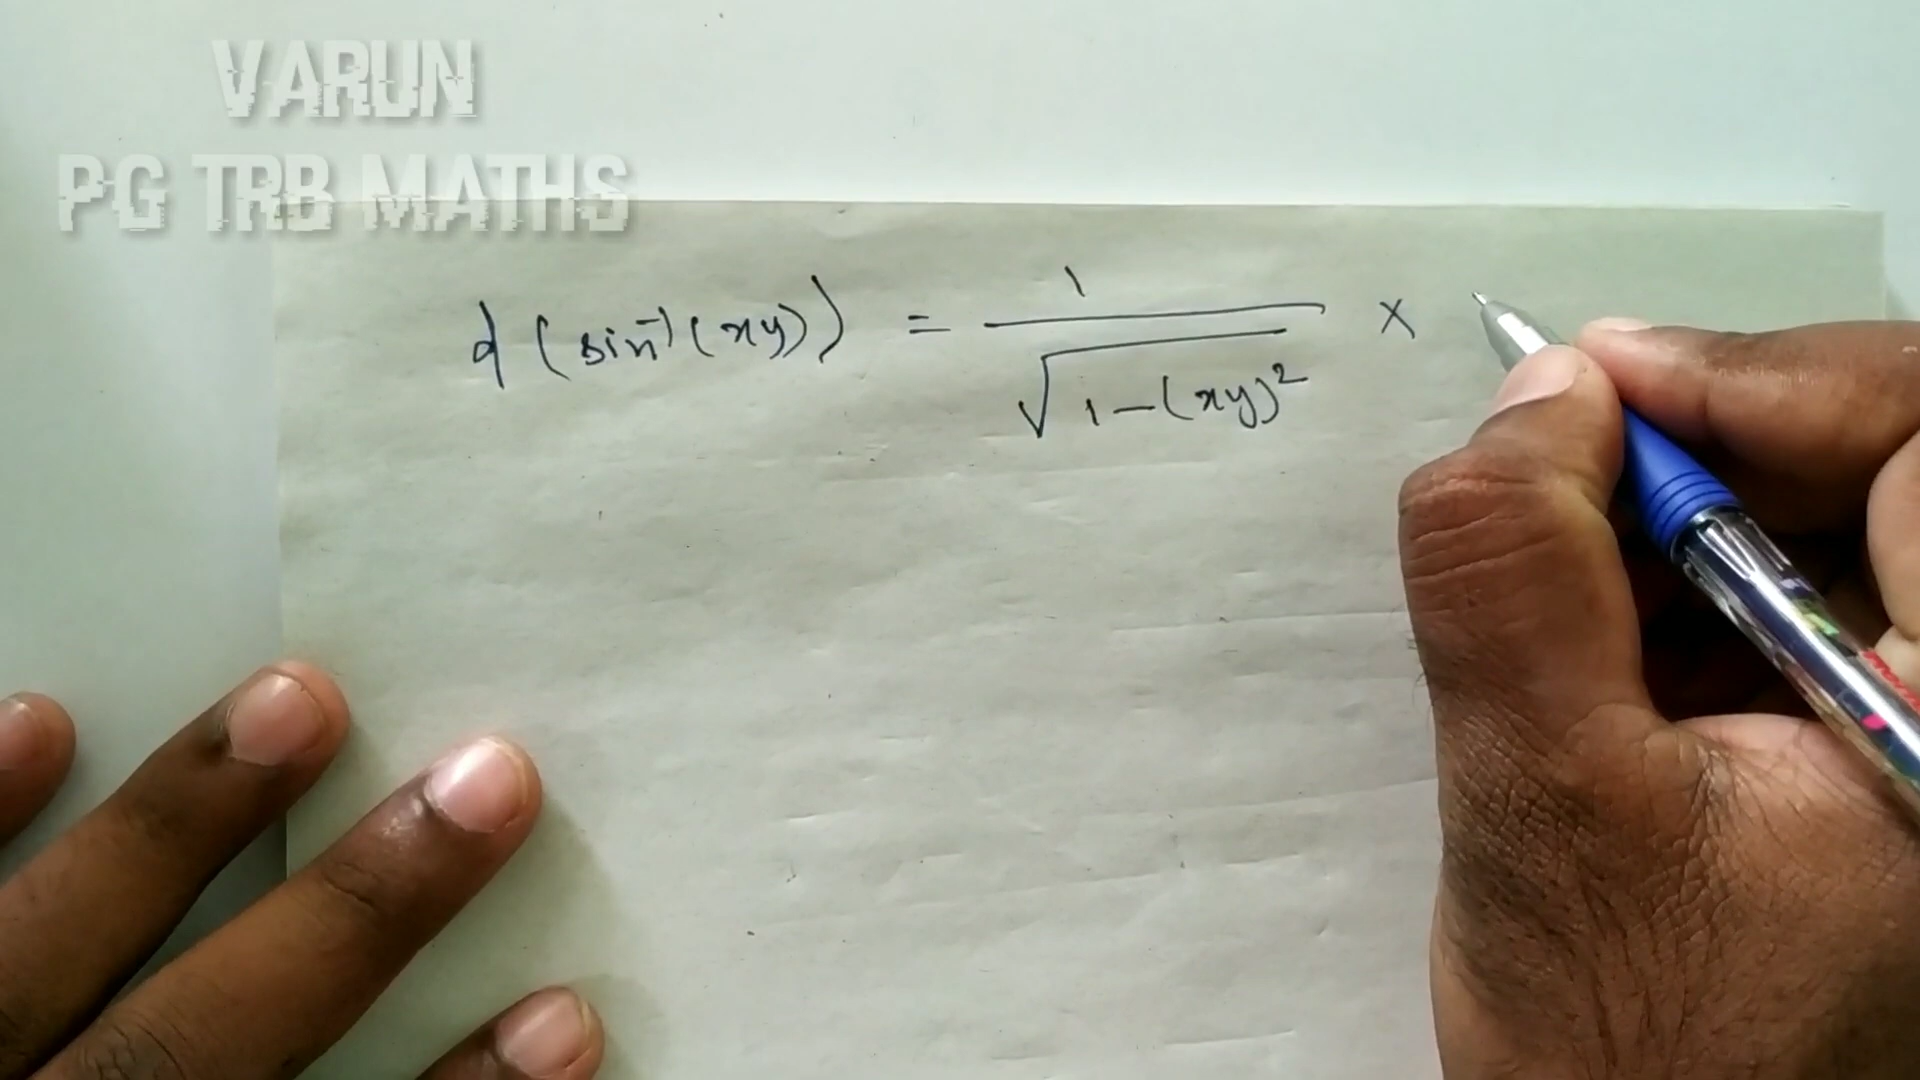 VARUN
PG TRB MATHS
d(sin⁻¹(xy)) = 1/√(1-(xy)²) ×